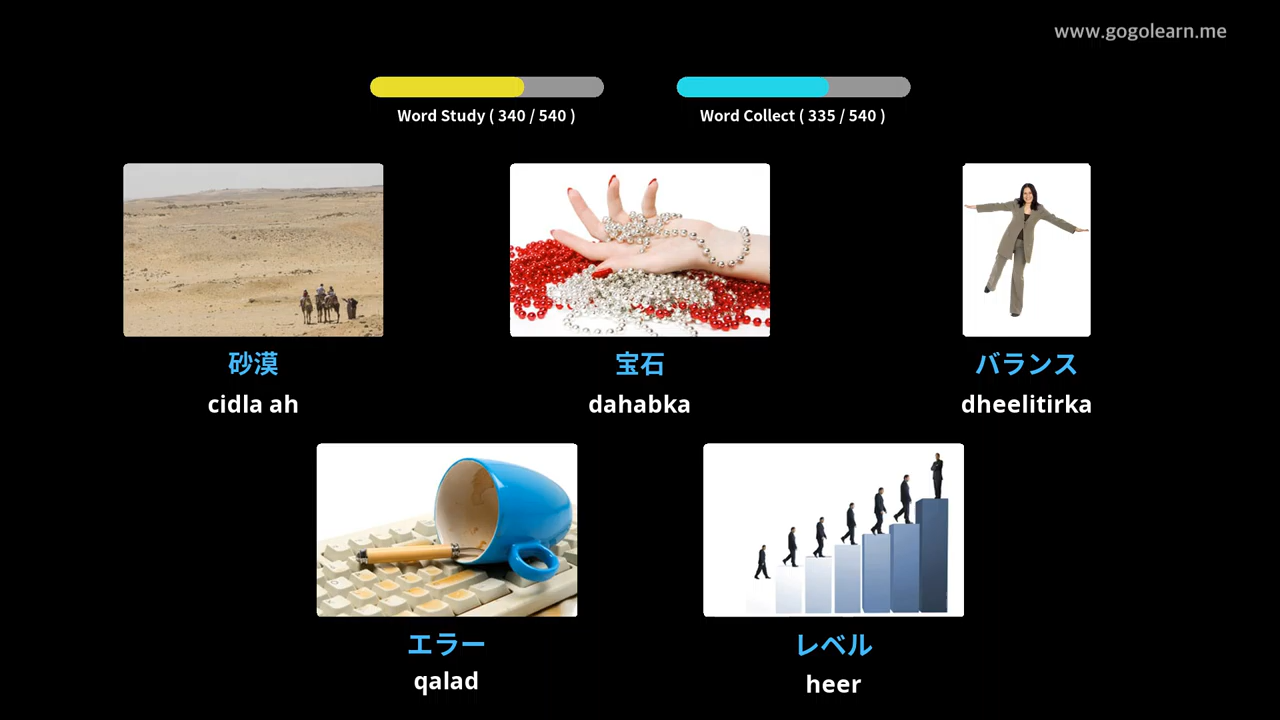 www.gogolearn.me
Word Study ( 340 / 540 )
Word Collect ( 335 / 540 )
砂漠
宝石
バランス
cidla ah
dahabka
dheelitirka
エラー
レベル
qalad
heer